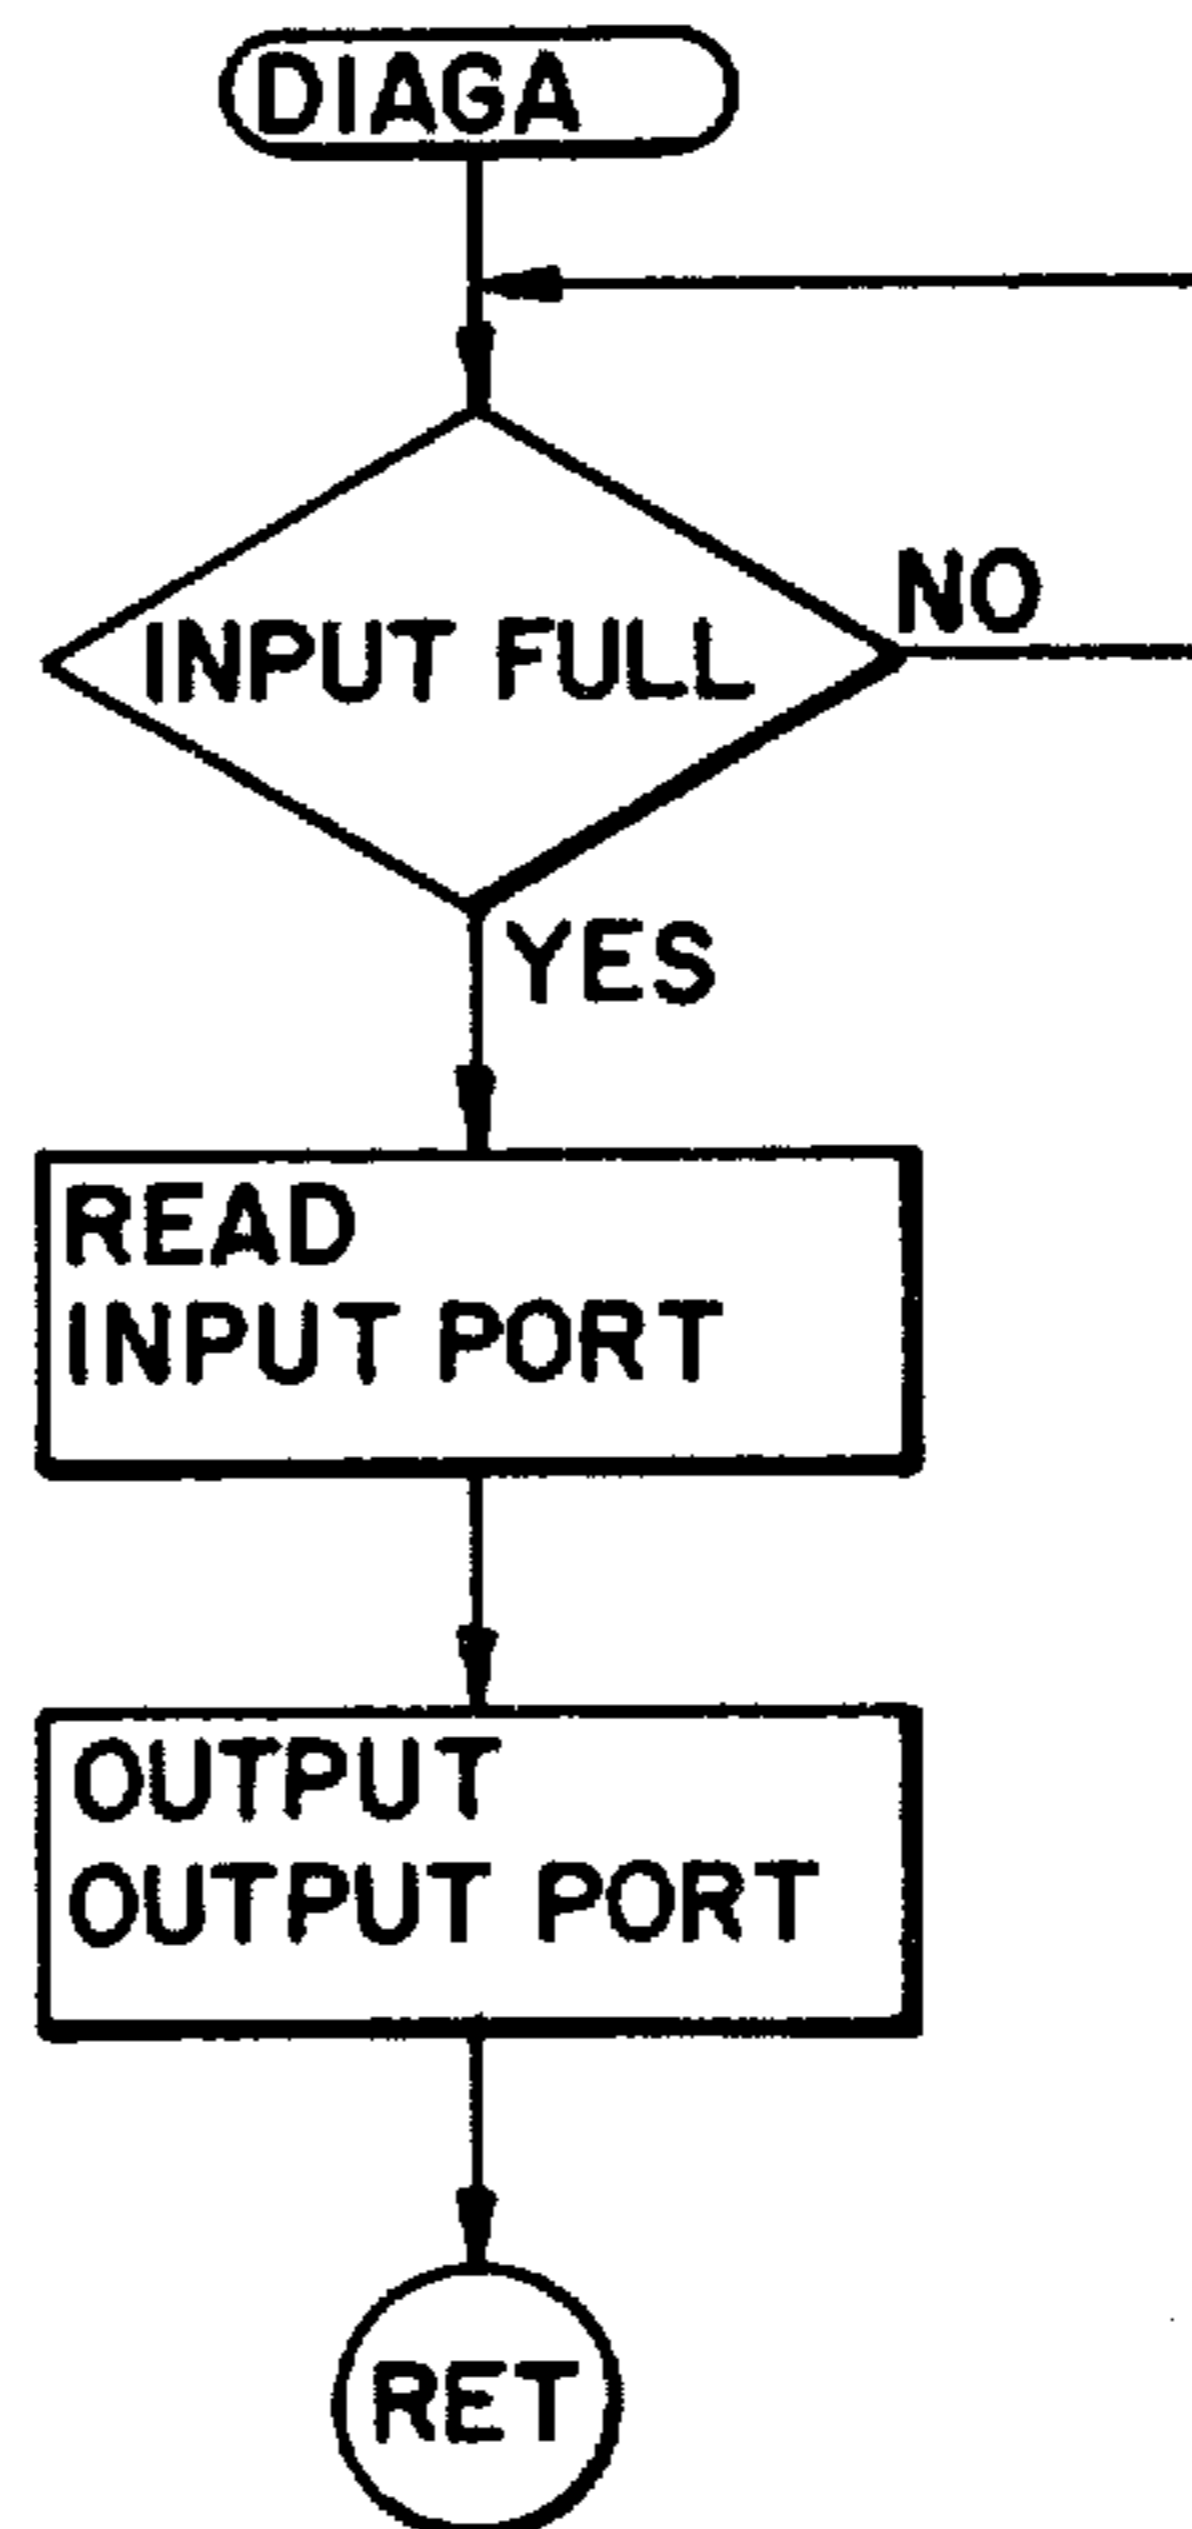 DIAGA
INPUT FULL
NO
YES
READ
INPUT PORT
OUTPUT
OUTPUT PORT
RET